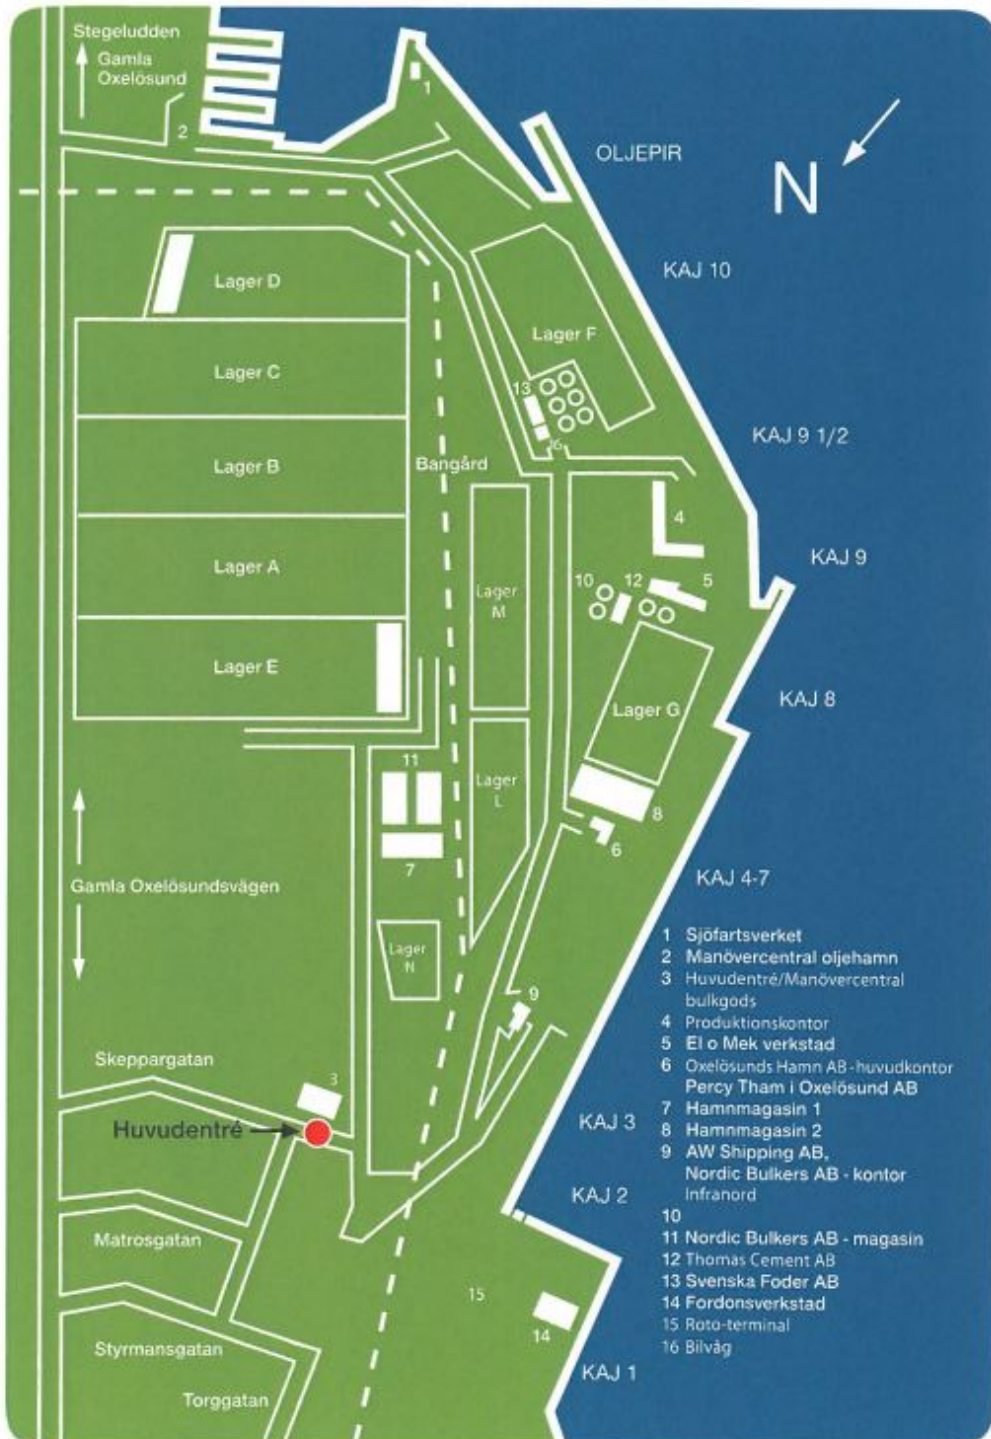 Stegeludden
Gamla
Oxelösund
2
1
OLJEPIR
N
KAJ 10
Lager D
Lager F
Lager C
13
16
KAJ 9 1/2
Bangård
Lager B
4
KAJ 9
Lager A
Lager
M
10
12
5
Lager E
Lager G
KAJ 8
11
Lager
L
8
6
7
Gamla Oxelösundsvägen
KAJ 4-7
Lager
N
9
Skeppargatan
3
Huvudentré
KAJ 3
KAJ 2
Matrosgatan
15
14
Styrmansgatan
KAJ 1
Torggatan
1 Sjöfartsverket
2 Manövercentral oljehamn
3 Huvudentré/Manövercentral
bulkgods
4 Produktionskontor
5 El o Mek verkstad
6 Oxelösunds Hamn AB-huvudkontor
Percy Tham i Oxelösund AB
7 Hamnmagasin 1
8 Hamnmagasin 2
9 AW Shipping AB,
Nordic Bulkers AB - kontor
Infranord
10
11 Nordic Bulkers AB - magasin
12 Thomas Cement AB
13 Svenska Foder AB
14 Fordonsverkstad
15 Roto-terminal
16 Bilvåg